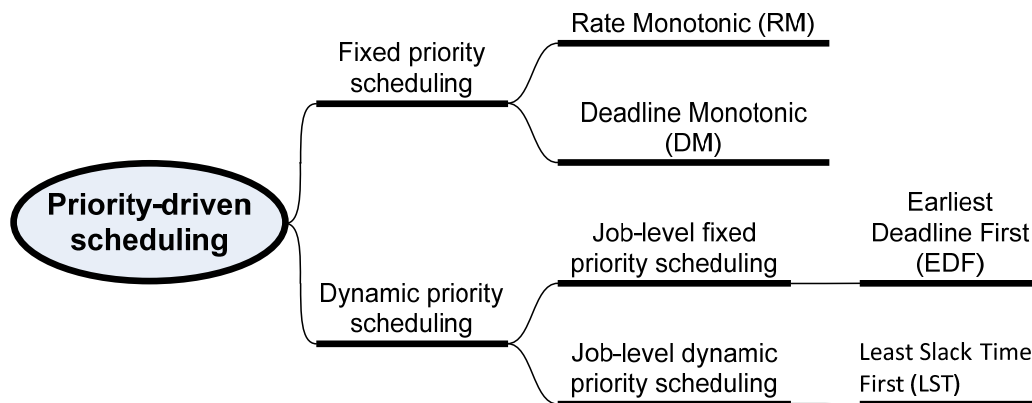 Rate Monotonic (RM)
Fixed priority
scheduling
Deadline Monotonic
(DM)
Priority-driven
scheduling
Earliest
Deadline First
(EDF)
Job-level fixed
priority scheduling
Dynamic priority
scheduling
Job-level dynamic
priority scheduling
Least Slack Time
First (LST)